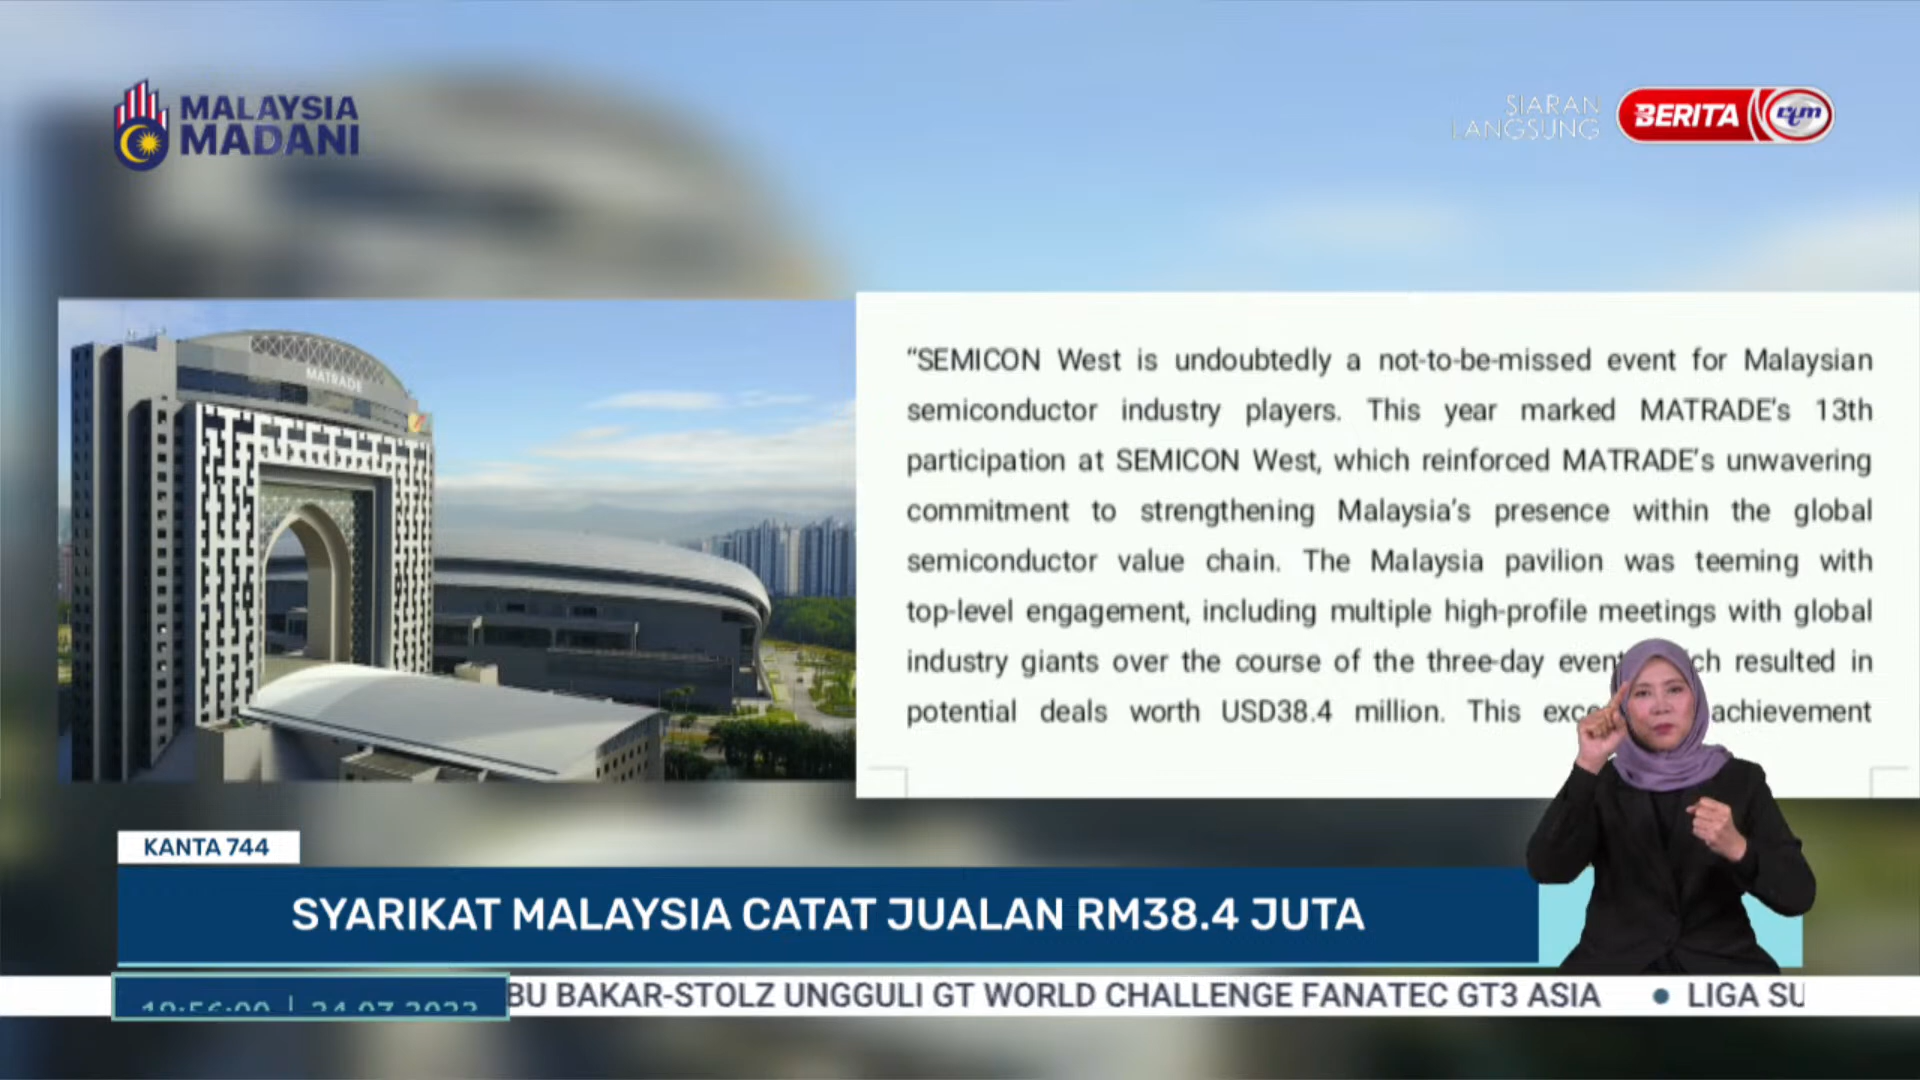 MALAYSIA
MADANI
SIARAN
LANGSUNG
BERITA rtm
MATRADE
“SEMICON West is undoubtedly a not-to-be-missed event for Malaysian
semiconductor industry players. This year marked MATRADE’s 13th
participation at SEMICON West, which reinforced MATRADE’s unwavering
commitment to strengthening Malaysia’s presence within the global
semiconductor value chain. The Malaysia pavilion was teeming with
top-level engagement, including multiple high-profile meetings with global
industry giants over the course of the three-day event resulted in
potential deals worth USD38.4 million. This achievement
KANTA 744
SYARIKAT MALAYSIA CATAT JUALAN RM38.4 JUTA
BU BAKAR-STOLZ UNGGULI GT WORLD CHALLENGE FANATEC GT3 ASIA • LIGA SU